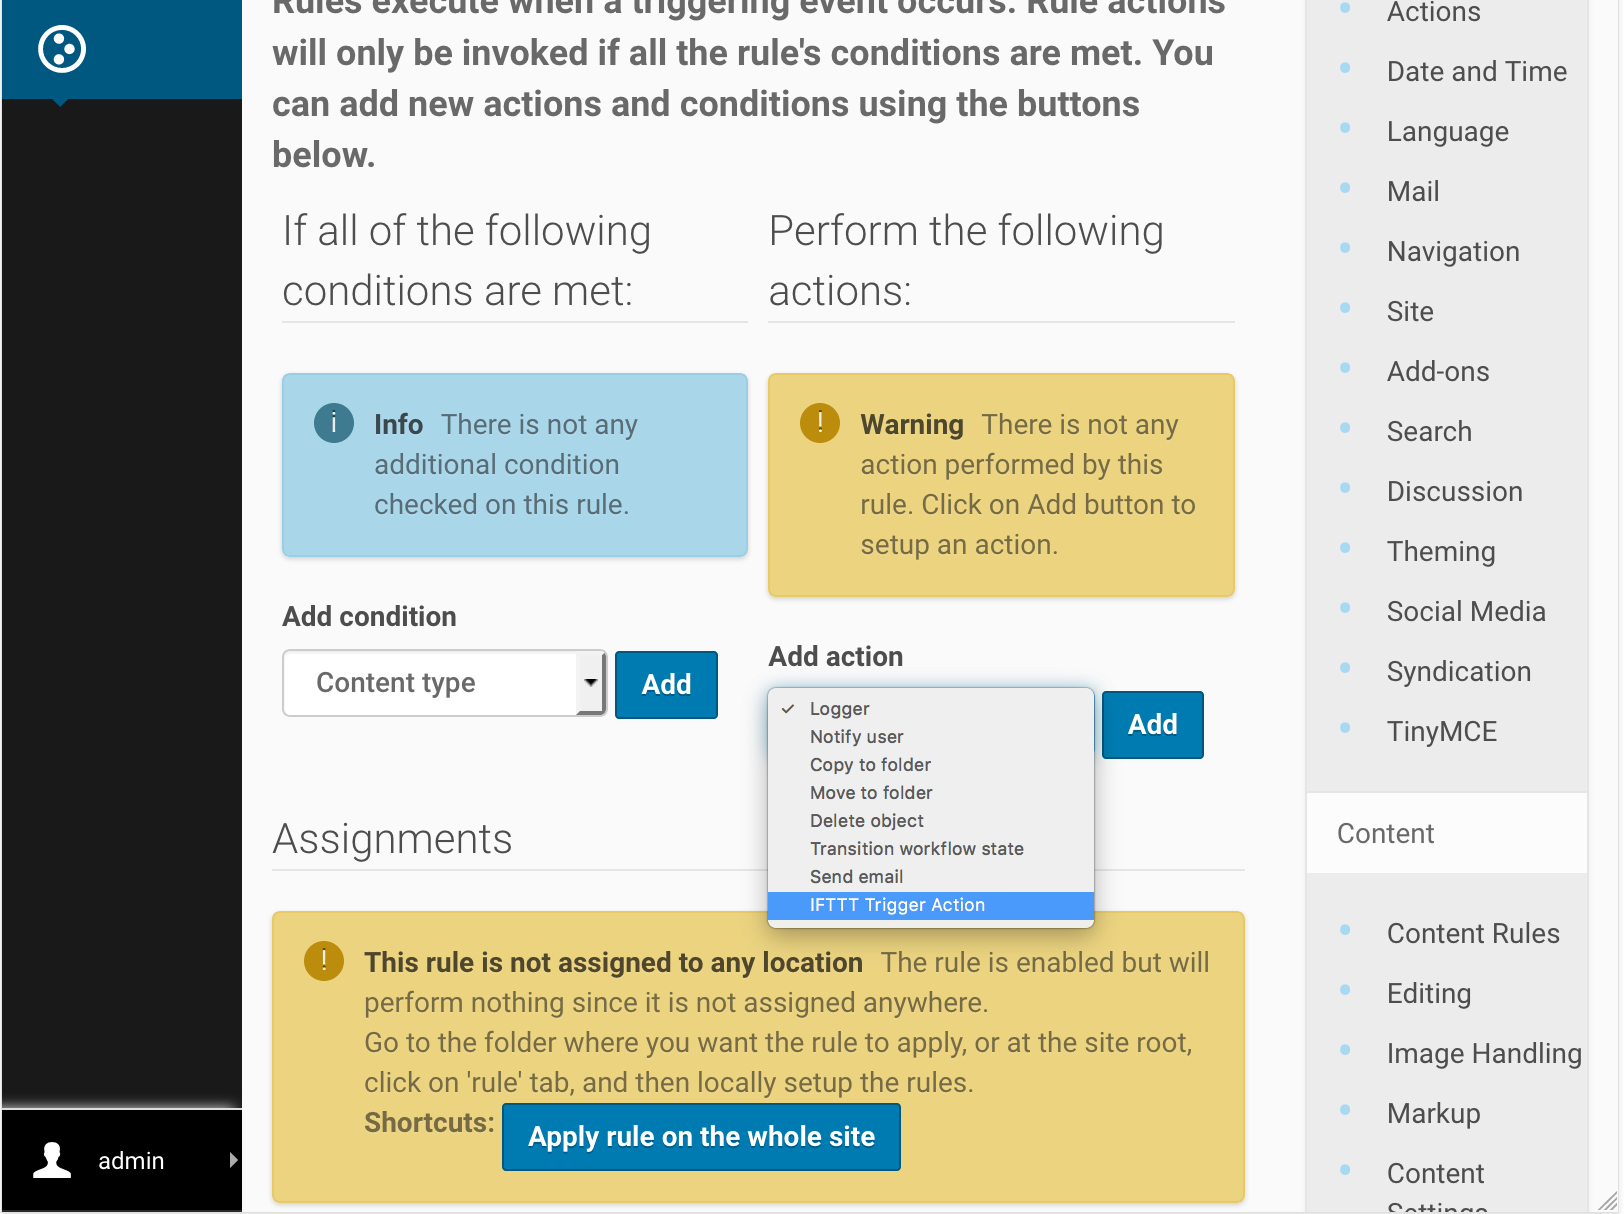 Rules execute when a triggering event occurs. Rule actions
will only be invoked if all the rule's conditions are met. You
can add new actions and conditions using the buttons
below.
If all of the following
conditions are met:
Info There is not any
additional condition
checked on this rule.
Add condition
Content type
Add
Perform the following
actions:
Warning There is not any
action performed by this
rule. Click on Add button to
setup an action.
Add action
✓ Logger
Notify user
Copy to folder
Move to folder
Delete object
Transition workflow state
Send email
IFTTT Trigger Action
Add
Assignments
This rule is not assigned to any location The rule is enabled but will
perform nothing since it is not assigned anywhere.
Go to the folder where you want the rule to apply, or at the site root,
click on 'rule' tab, and then locally setup the rules.
Shortcuts: Apply rule on the whole site
admin
Actions
Date and Time
Language
Mail
Navigation
Site
Add-ons
Search
Discussion
Theming
Social Media
Syndication
TinyMCE
Content
Content Rules
Editing
Image Handling
Markup
Content
Settings